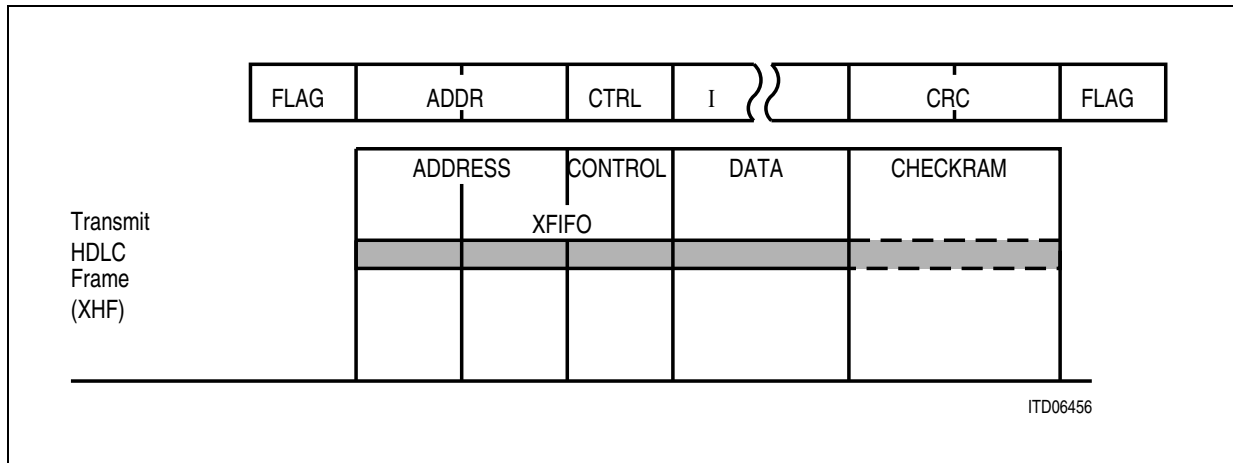 FLAG ADDR CTRL I CRC FLAG
ADDRESS CONTROL DATA CHECKRAM
XFIFO
Transmit
HDLC
Frame
(XHF)
ITD06456